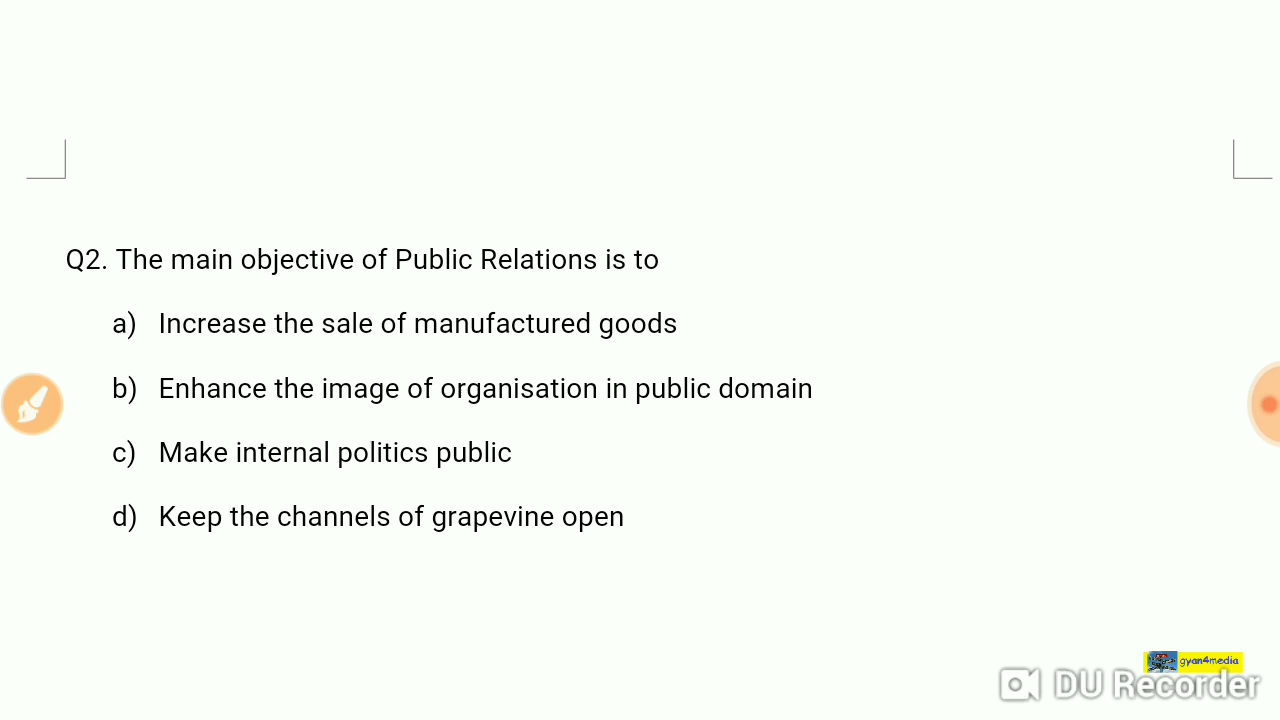 Q2. The main objective of Public Relations is to
a) Increase the sale of manufactured goods
b) Enhance the image of organisation in public domain
c) Make internal politics public
d) Keep the channels of grapevine open
gyan4media
DU Recorder